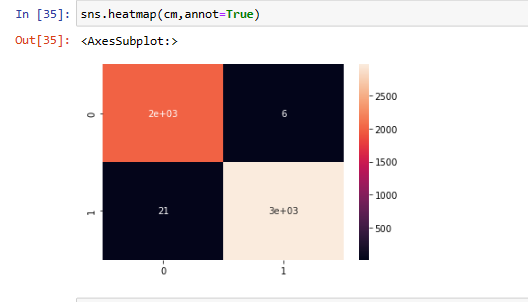 In [35]: sns.heatmap(cm,annot=True)
Out[35]: <AxesSubplot:>
0
2e+03
6
1
21
3e+03
0
1
2500
2000
1500
1000
500